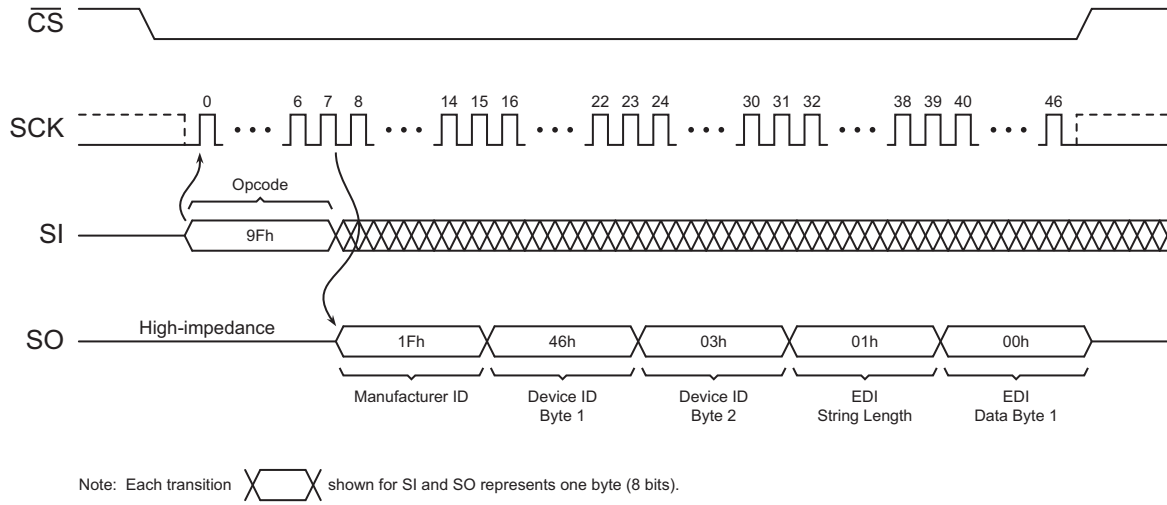 CS
SCK
0 6 7 8 14 15 16 22 23 24 30 31 32 38 39 40 46
Opcode
SI
9Fh
High-impedance
SO
1Fh 46h 03h 01h 00h
Manufacturer ID
Device ID
Byte 1
Device ID
Byte 2
EDI
String Length
EDI
Data Byte 1
Note: Each transition shown for SI and SO represents one byte (8 bits).